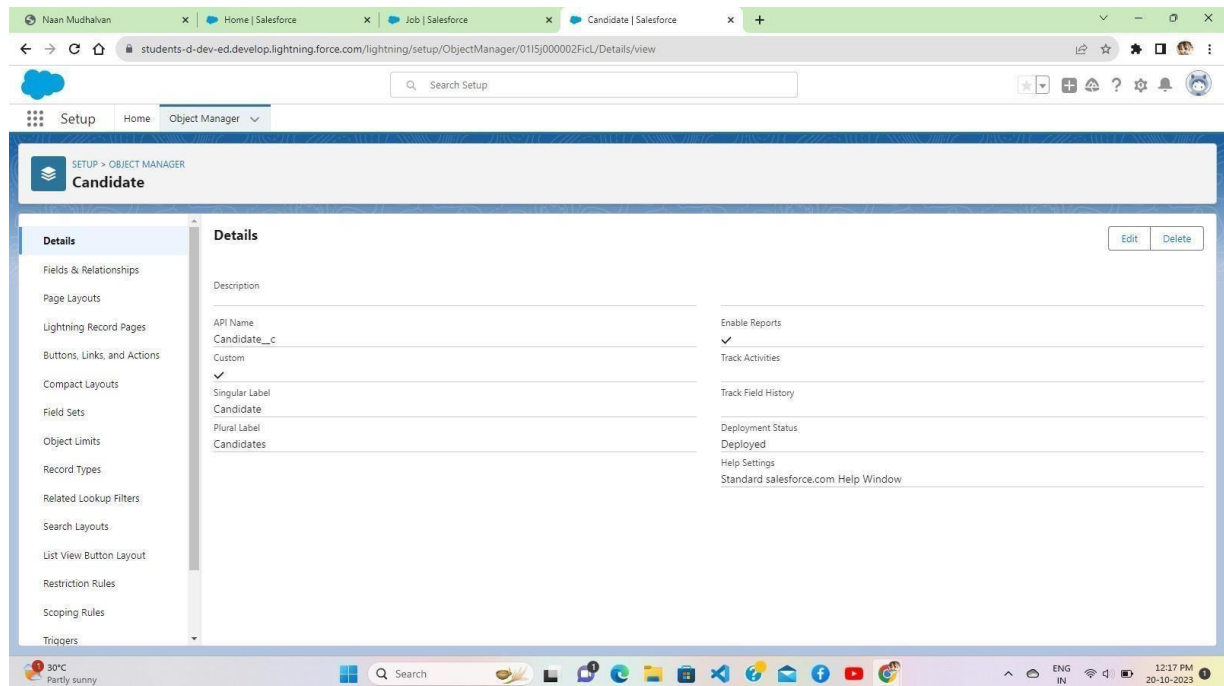 Naan Mudhalvan
Home | Salesforce
Job | Salesforce
Candidate | Salesforce
students-d-dev-ed.develop.lightning.force.com/lightning/setup/ObjectManager/01I5j000002FicL/Details/view
Search Setup
Setup
Home
Object Manager
SETUP > OBJECT MANAGER
Candidate
Details
Fields & Relationships
Page Layouts
Lightning Record Pages
Buttons, Links, and Actions
Compact Layouts
Field Sets
Object Limits
Record Types
Related Lookup Filters
Search Layouts
List View Button Layout
Restriction Rules
Scoping Rules
Triggers
Details
Edit
Delete
Description
API Name
Candidate__c
Custom
Singular Label
Candidate
Plural Label
Candidates
Enable Reports
Track Activities
Track Field History
Deployment Status
Deployed
Help Settings
Standard salesforce.com Help Window
1
30°C
Partly sunny
Search
1
ENG
IN
12:17 PM
20-10-2023
1